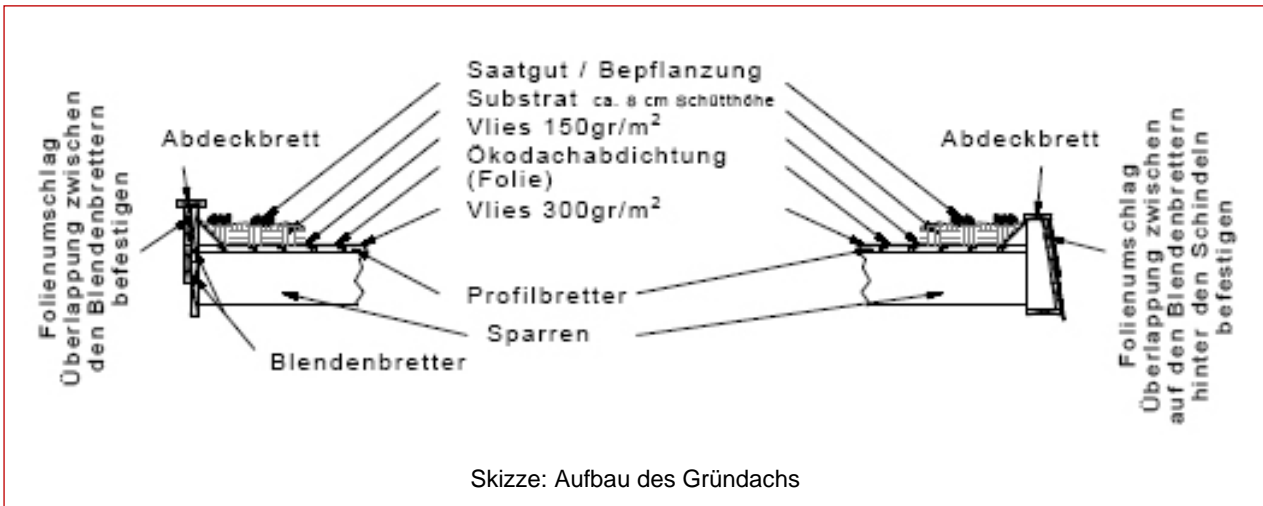 Folienumschlag
Überlappung zwischen
den Blendenbrettern
befestigen
Abdeckbrett
Saatgut / Bepflanzung
Substrat ca. 8 cm Schütthöhe
Vlies 150gr/m²
Ökodachabdichtung
(Folie)
Vlies 300gr/m²
Profilbretter
Sparren
Blendenbretter
Abdeckbrett
Folienumschlag
Überlappung zwischen
auf den Blendenbrettern
hinter den Schindeln
befestigen
Skizze: Aufbau des Gründachs